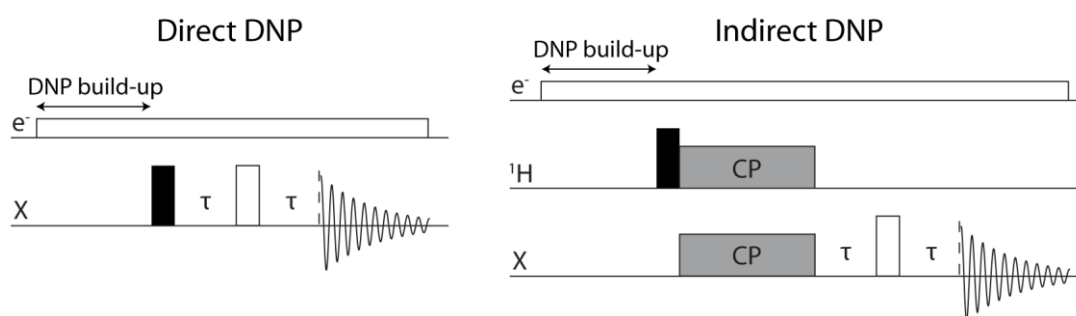 Direct DNP
DNP build-up
e⁻
X
τ
τ
Indirect DNP
DNP build-up
e⁻
¹H
CP
X
CP
τ
τ